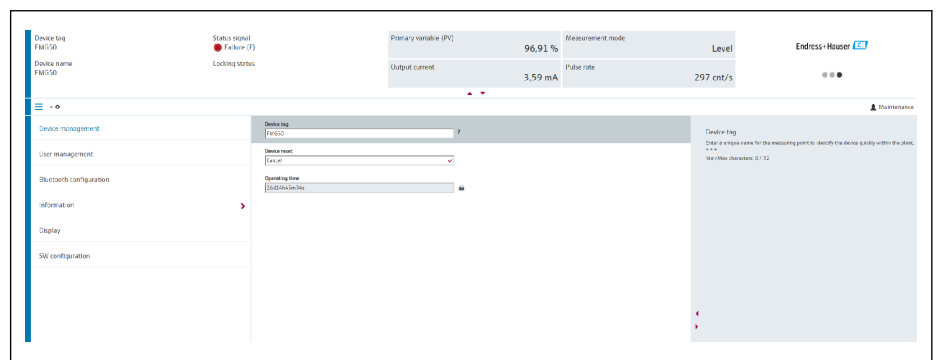 Device tag
FMG50
Status signal
Failure (F)
Primary variable (PV)
96,91 %
Measurement mode
Level
Endress+Hauser
Device name
FMG50
Locking status
Output current
3,59 mA
Pulse rate
297 cnt/s
Maintenance
Device management
User management
Bluetooth configuration
Information
Display
SW configuration
Device tag
FMG50
?
Device reset
Cancel
Operating time
26d14h45m34s
Device tag
Enter a unique name for the measuring point to identify the device quickly within the plant.
Min/Max characters: 0 / 32